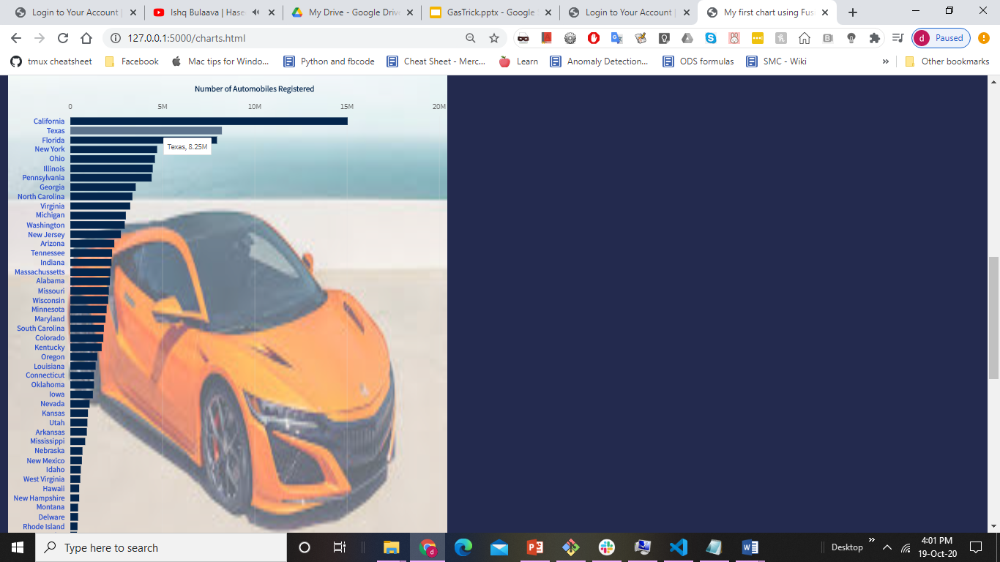 Login to Your Account |
Ishq Bulaava | Hase
My Drive - Google Driv
GasTrick.pptx - Google
Login to Your Account |
My first chart using Fus
127.0.0.1:5000/charts.html
Paused
tmux cheatsheet
Facebook
Mac tips for Windo...
Python and fbcode
Cheat Sheet - Merc...
Learn
Anomaly Detection...
ODS formulas
SMC - Wiki
»
Other bookmarks
Number of Automobiles Registered
0 5M 10M 15M 20M
California
Texas
Florida
Texas, 8.25M
New York
Ohio
Illinois
Pennsylvania
Georgia
North Carolina
Virginia
Michigan
Washington
New Jersey
Arizona
Tennessee
Indiana
Massachussetts
Alabama
Missouri
Wisconsin
Minnesota
Maryland
South Carolina
Colorado
Kentucky
Oregon
Louisiana
Connecticut
Oklahoma
Iowa
Nevada
Kansas
Utah
Arkansas
Mississippi
Nebraska
New Mexico
Idaho
West Virginia
Hawaii
New Hampshire
Montana
Delware
Rhode Island
Type here to search
Desktop
»
4:01 PM
19-Oct-20